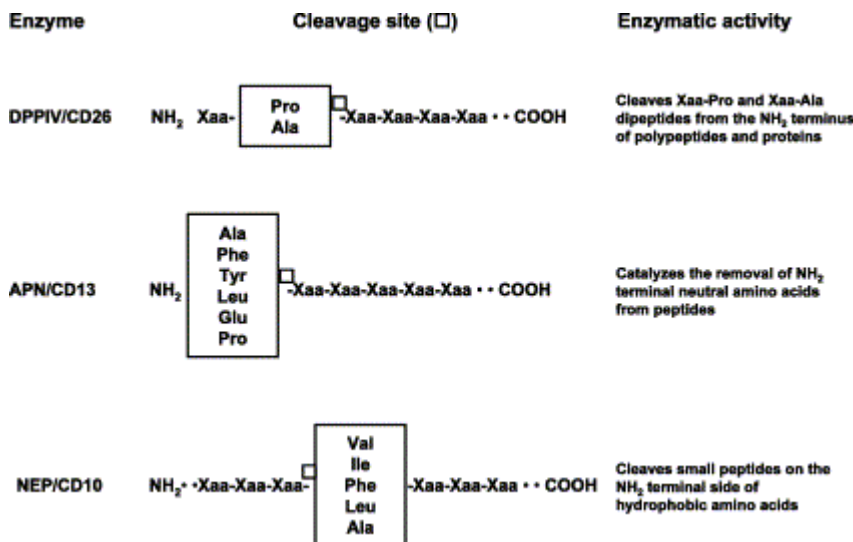 Enzyme Cleavage site (□) Enzymatic activity
DPPIV/CD26 NH2 Xaa- Pro Ala -Xaa-Xaa-Xaa-Xaa ·· COOH
Cleaves Xaa-Pro and Xaa-Ala
dipeptides from the NH2 terminus
of polypeptides and proteins
APN/CD13 NH2
Ala
Phe
Tyr
Leu
Glu
Pro
-Xaa-Xaa-Xaa-Xaa-Xaa ·· COOH
Catalyzes the removal of NH2
terminal neutral amino acids
from peptides
NEP/CD10 NH2··Xaa-Xaa-Xaa-
Val
Ile
Phe
Leu
Ala
-Xaa-Xaa-Xaa ·· COOH
Cleaves small peptides on the
NH2 terminal side of
hydrophobic amino acids